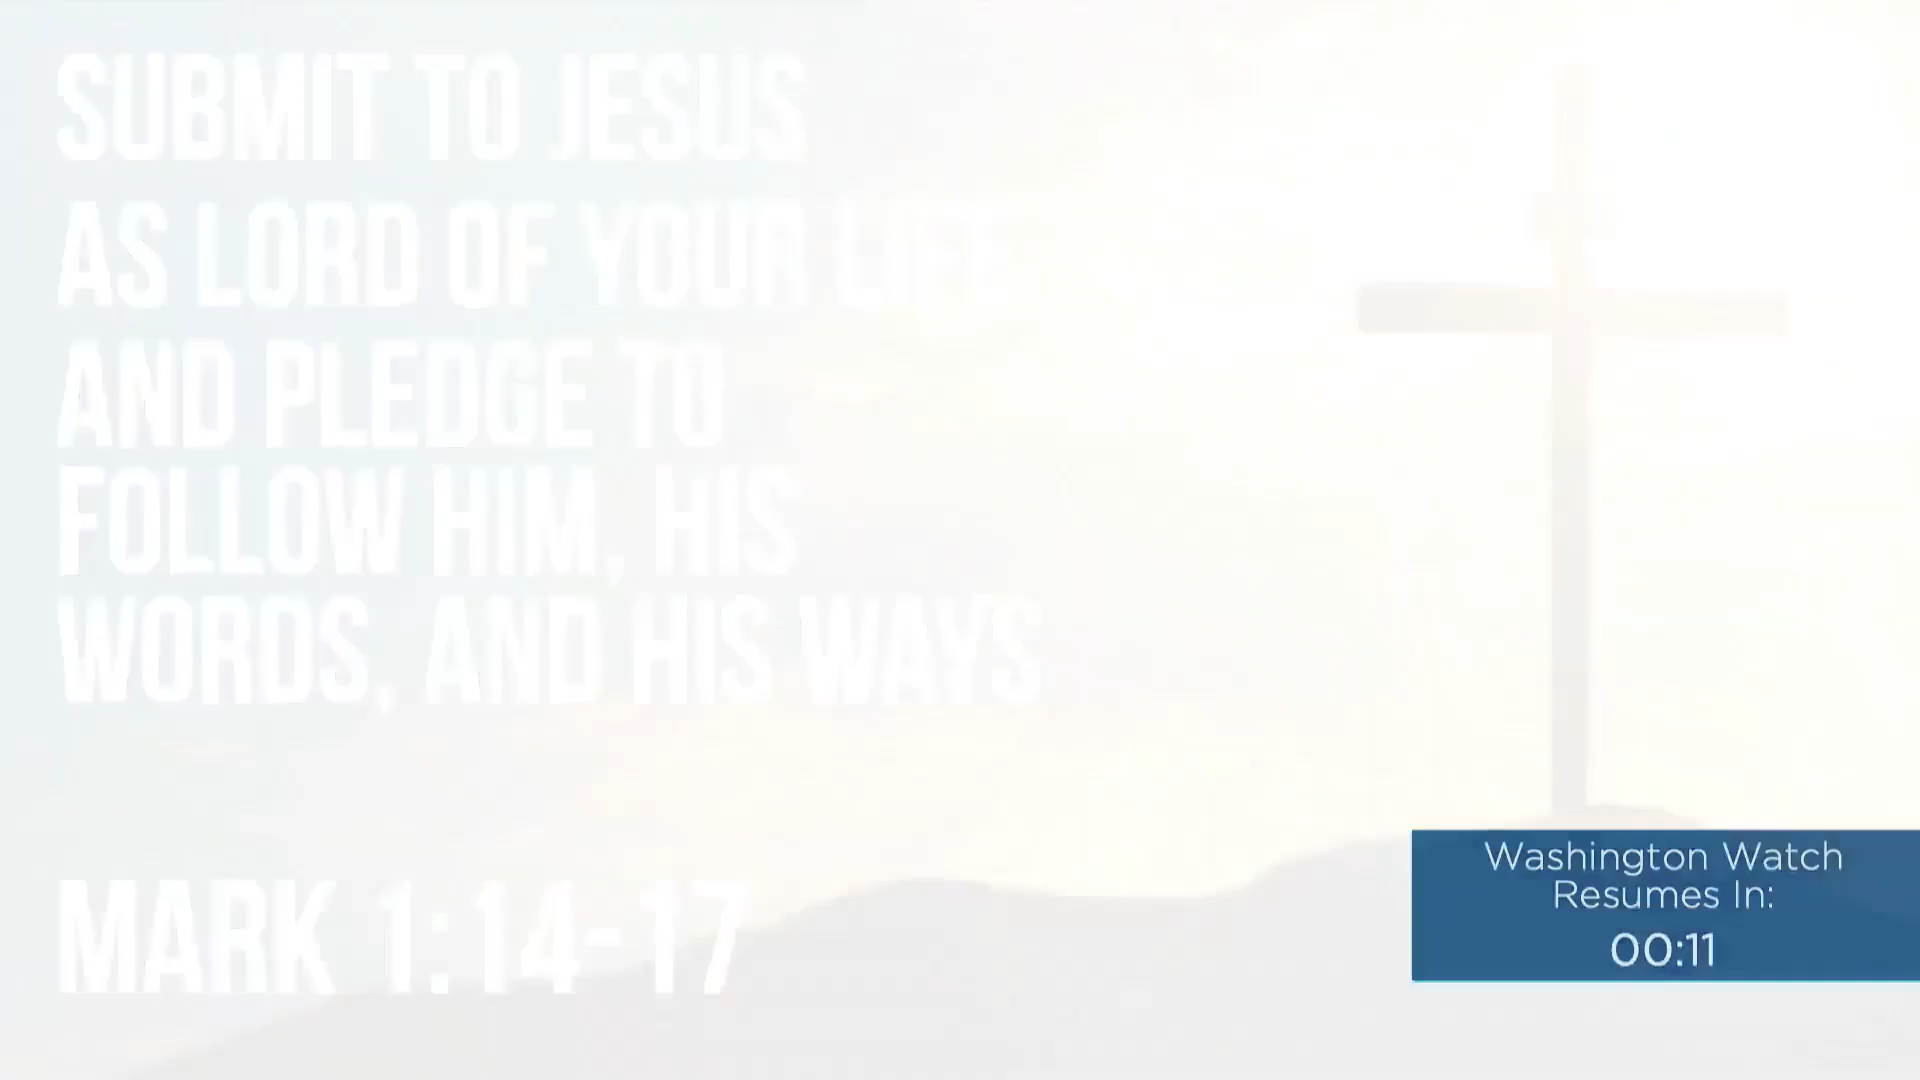 SUBMIT TO JESUS
AS LORD OF YOUR LIFE
AND PLEDGE TO
FOLLOW HIM, HIS
WORDS, AND HIS WAYS
MARK 1:14-17
Washington Watch
Resumes In:
00:11